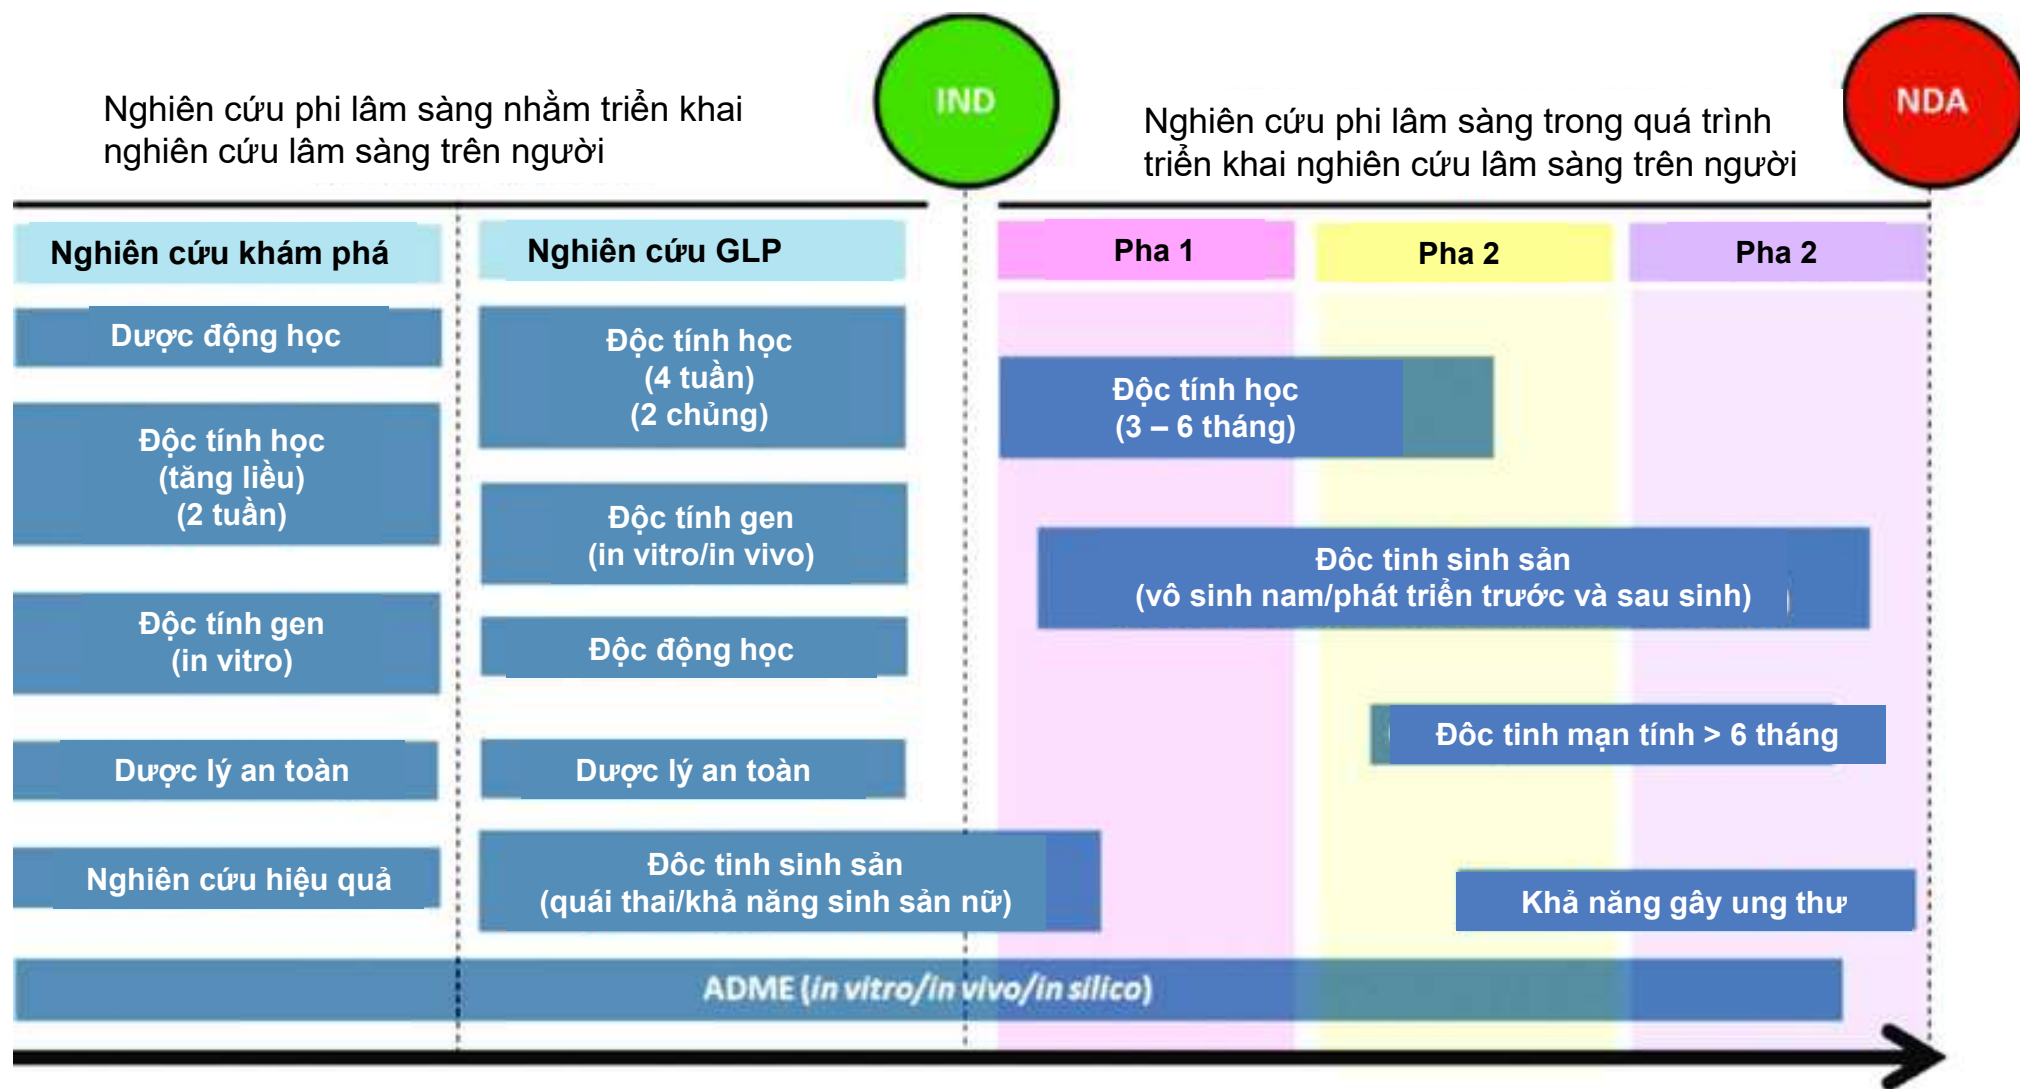 Nghiên cứu phi lâm sàng nhằm triển khai
nghiên cứu lâm sàng trên người
IND
Nghiên cứu phi lâm sàng trong quá trình
triển khai nghiên cứu lâm sàng trên người
NDA
Nghiên cứu khám phá
Nghiên cứu GLP
Pha 1
Pha 2
Pha 2
Dược động học
Độc tính học
(tăng liều)
(2 tuần)
Độc tính gen
(in vitro)
Dược lý an toàn
Nghiên cứu hiệu quả
Độc tính học
(4 tuần)
(2 chủng)
Độc tính gen
(in vitro/in vivo)
Độc động học
Dược lý an toàn
Đôc tinh sinh sản
(quái thai/khả năng sinh sản nữ)
Độc tính học
(3 – 6 tháng)
Đôc tinh sinh sản
(vô sinh nam/phát triển trước và sau sinh)
Đôc tinh mạn tính > 6 tháng
Khả năng gây ung thư
ADME (in vitro/in vivo/in silico)